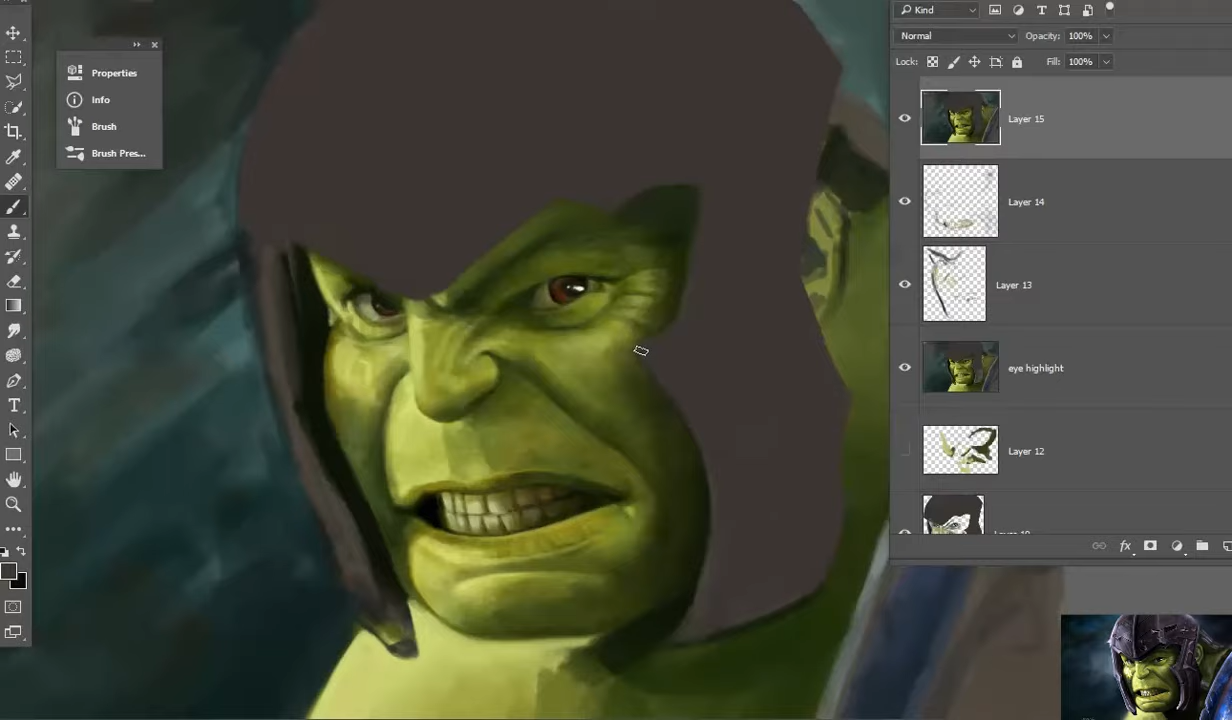 Kind
Normal
Opacity: 100%
Lock:
Fill: 100%
Properties
Info
Brush
Brush Pres...
Layer 15
Layer 14
Layer 13
eye highlight
Layer 12
fx